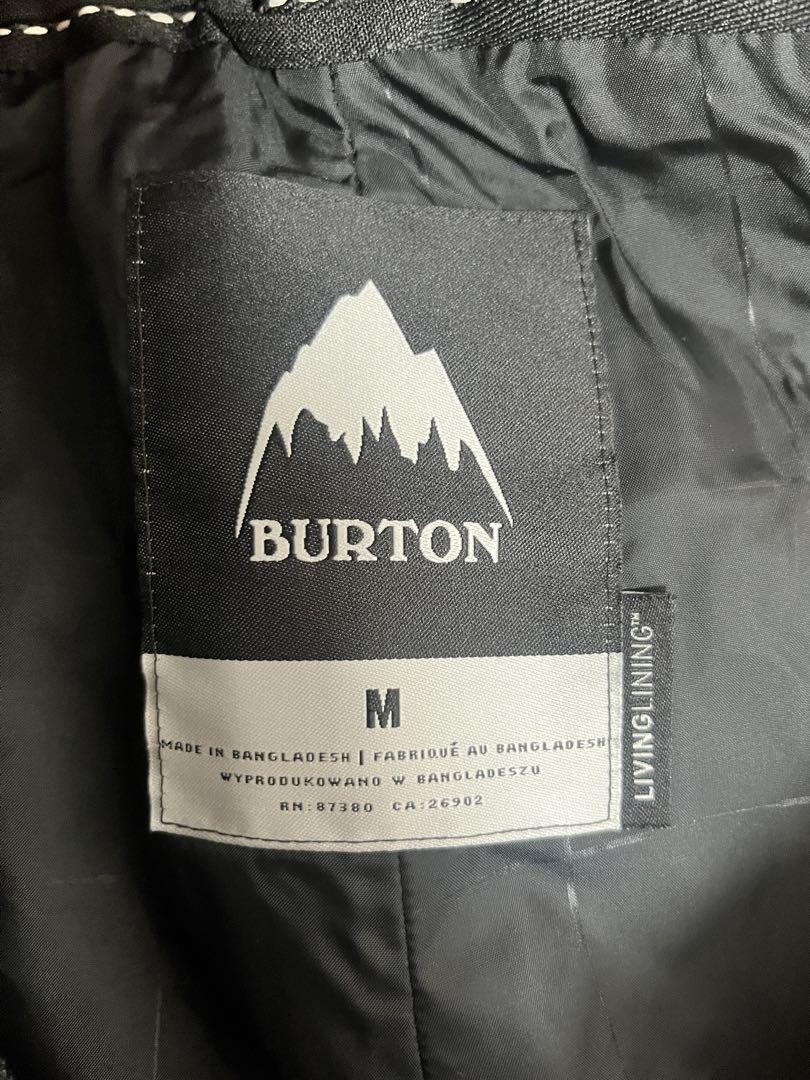 BURTON
M
MADE IN BANGLADESH | FABRIQUÉ AU BANGLADESH
WYPRODUKOWANO W BANGLADESZU
RN:87380 CA:26902
LIVINGLINING™